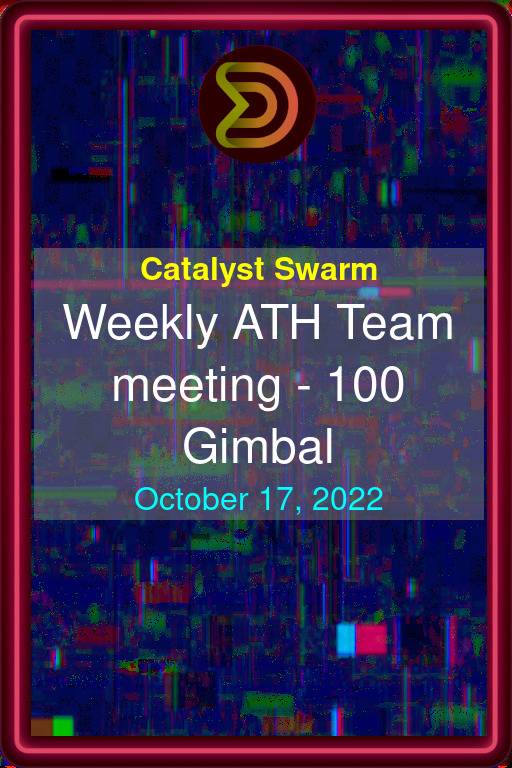 Catalyst Swarm
Weekly ATH Team
meeting - 100
Gimbal
October 17, 2022